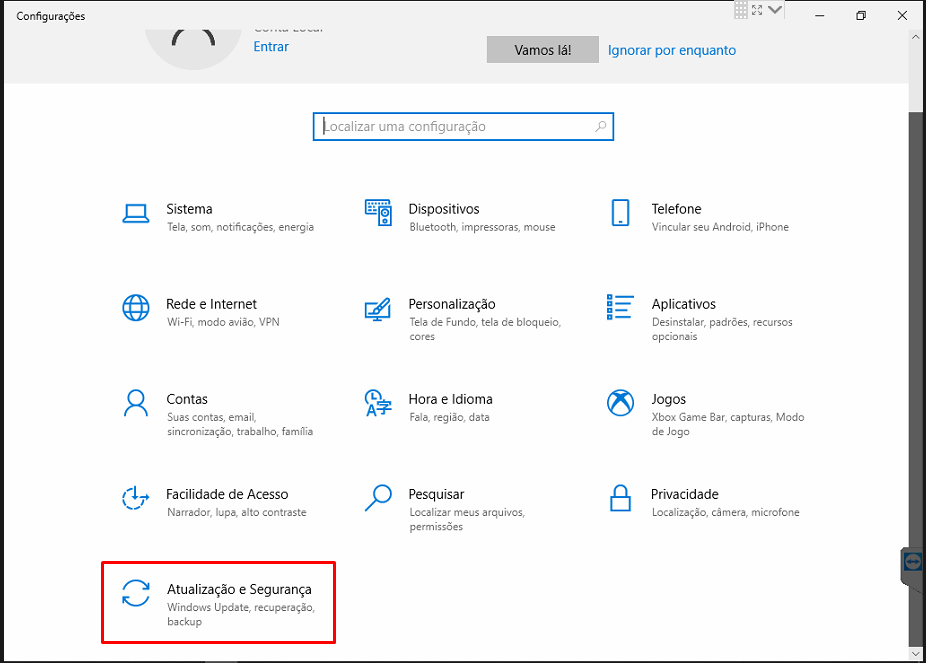 Configurações
Conta Local
Entrar
Vamos lá!
Ignorar por enquanto
Localizar uma configuração
Sistema
Tela, som, notificações, energia
Dispositivos
Bluetooth, impressoras, mouse
Telefone
Vincular seu Android, iPhone
Rede e Internet
Wi-Fi, modo avião, VPN
Personalização
Tela de Fundo, tela de bloqueio,
cores
Aplicativos
Desinstalar, padrões, recursos
opcionais
Contas
Suas contas, email,
sincronização, trabalho, família
Hora e Idioma
Fala, região, data
Jogos
Xbox Game Bar, capturas, Modo
de Jogo
Facilidade de Acesso
Narrador, lupa, alto contraste
Pesquisar
Localizar meus arquivos,
permissões
Privacidade
Localização, câmera, microfone
Atualização e Segurança
Windows Update, recuperação,
backup